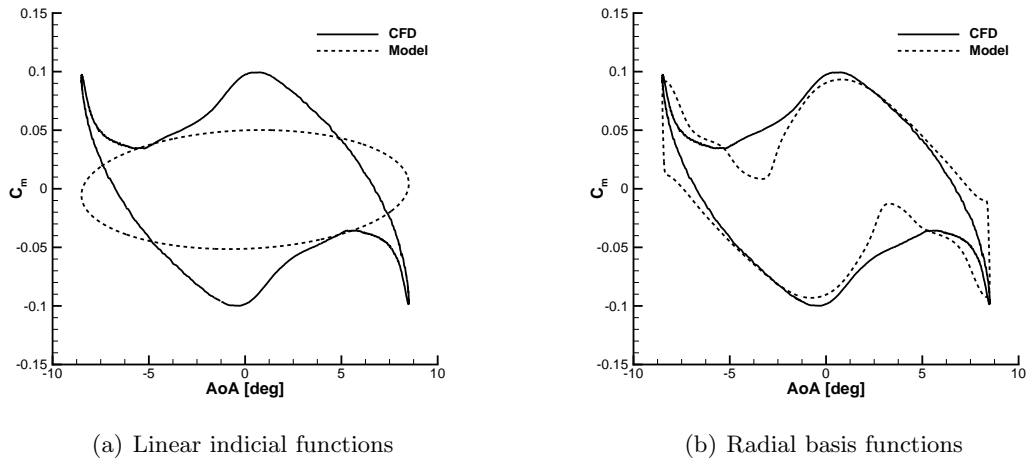 0.15
0.1
0.05
0
-0.05
-0.1
-0.15
Cm
-10 -5 0 5 10
AoA [deg]
CFD
Model
(a) Linear indicial functions
0.15
0.1
0.05
0
-0.05
-0.1
-0.15
Cm
-10 -5 0 5 10
AoA [deg]
CFD
Model
(b) Radial basis functions